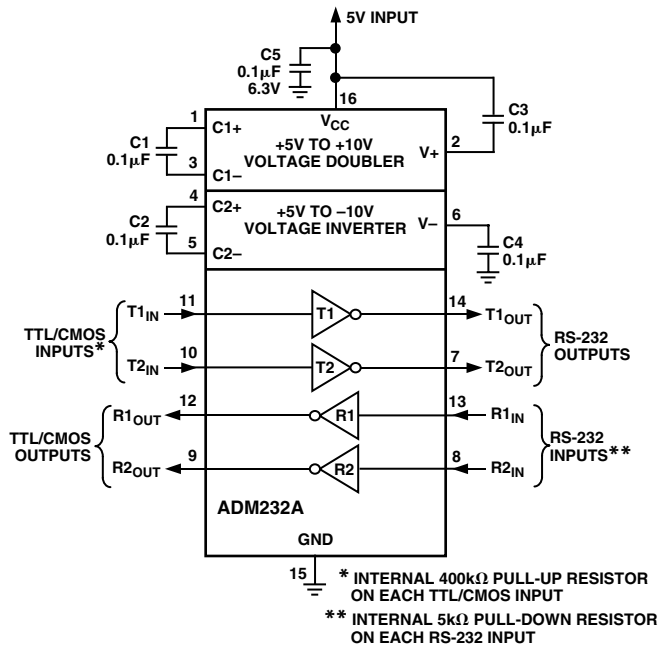 5V INPUT
C5
0.1µF
6.3V
16
C3
0.1µF
1
C1+
VCC
C1
0.1µF
+5V TO +10V
VOLTAGE DOUBLER
V+
2
3
C1–
4
C2+
+5V TO –10V
VOLTAGE INVERTER
V–
6
C2
0.1µF
5
C2–
C4
0.1µF
TTL/CMOS
INPUTS*
T1IN
11
T1
14
T1OUT
RS-232
OUTPUTS
T2IN
10
T2
7
T2OUT
TTL/CMOS
OUTPUTS
R1OUT
12
R1
13
R1IN
RS-232
INPUTS**
R2OUT
9
R2
8
R2IN
ADM232A
GND
15
* INTERNAL 400kΩ PULL-UP RESISTOR
ON EACH TTL/CMOS INPUT
** INTERNAL 5kΩ PULL-DOWN RESISTOR
ON EACH RS-232 INPUT